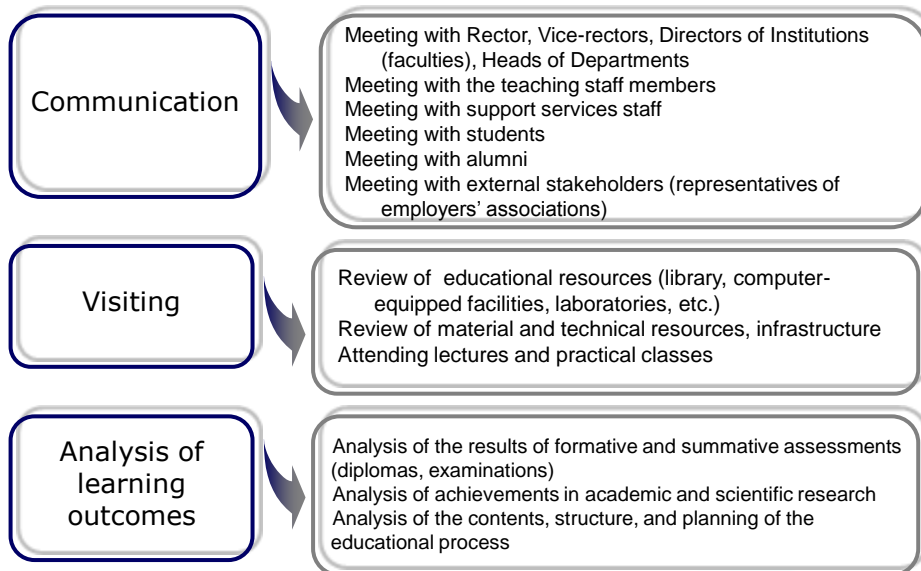 Communication
Meeting with Rector, Vice-rectors, Directors of Institutions
(faculties), Heads of Departments
Meeting with the teaching staff members
Meeting with support services staff
Meeting with students
Meeting with alumni
Meeting with external stakeholders (representatives of
employers’ associations)
Visiting
Review of educational resources (library, computer-
equipped facilities, laboratories, etc.)
Review of material and technical resources, infrastructure
Attending lectures and practical classes
Analysis of
learning
outcomes
Analysis of the results of formative and summative assessments
(diplomas, examinations)
Analysis of achievements in academic and scientific research
Analysis of the contents, structure, and planning of the
educational process